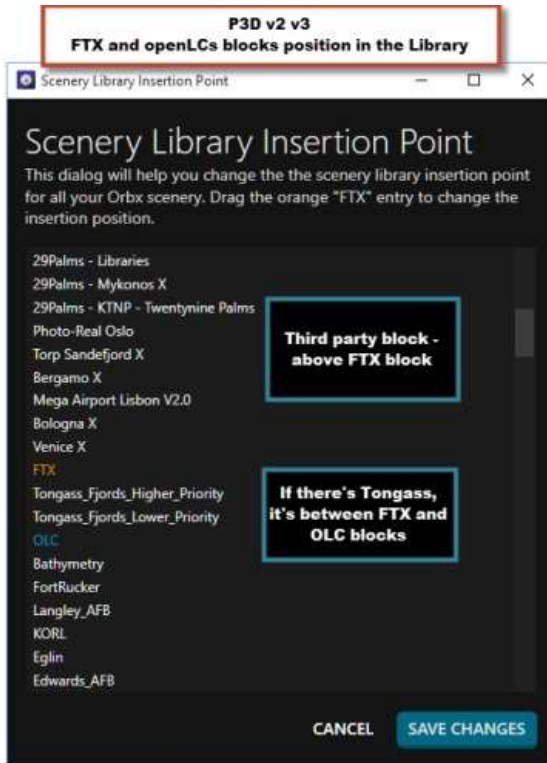 P3D v2 v3
FTX and openLCs blocks position in the Library
Scenery Library Insertion Point
Scenery Library Insertion Point
This dialog will help you change the the scenery library insertion point
for all your Orbx scenery. Drag the orange "FTX" entry to change the
insertion position.
29Palms - Libraries
29Palms - Mykonos X
29Palms - KTNP - Twentynine Palms
Photo-Real Oslo
Torp Sandefjord X
Bergamo X
Mega Airport Lisbon V2.0
Bologna X
Venice X
FTX
Tongass_Fjords_Higher_Priority
Tongass_Fjords_Lower_Priority
OLC
Bathymetry
FortRucker
Langley_AFB
KORL
Eglin
Edwards_AFB
Third party block -
above FTX block
If there's Tongass,
it's between FTX and
OLC blocks
CANCEL
SAVE CHANGES